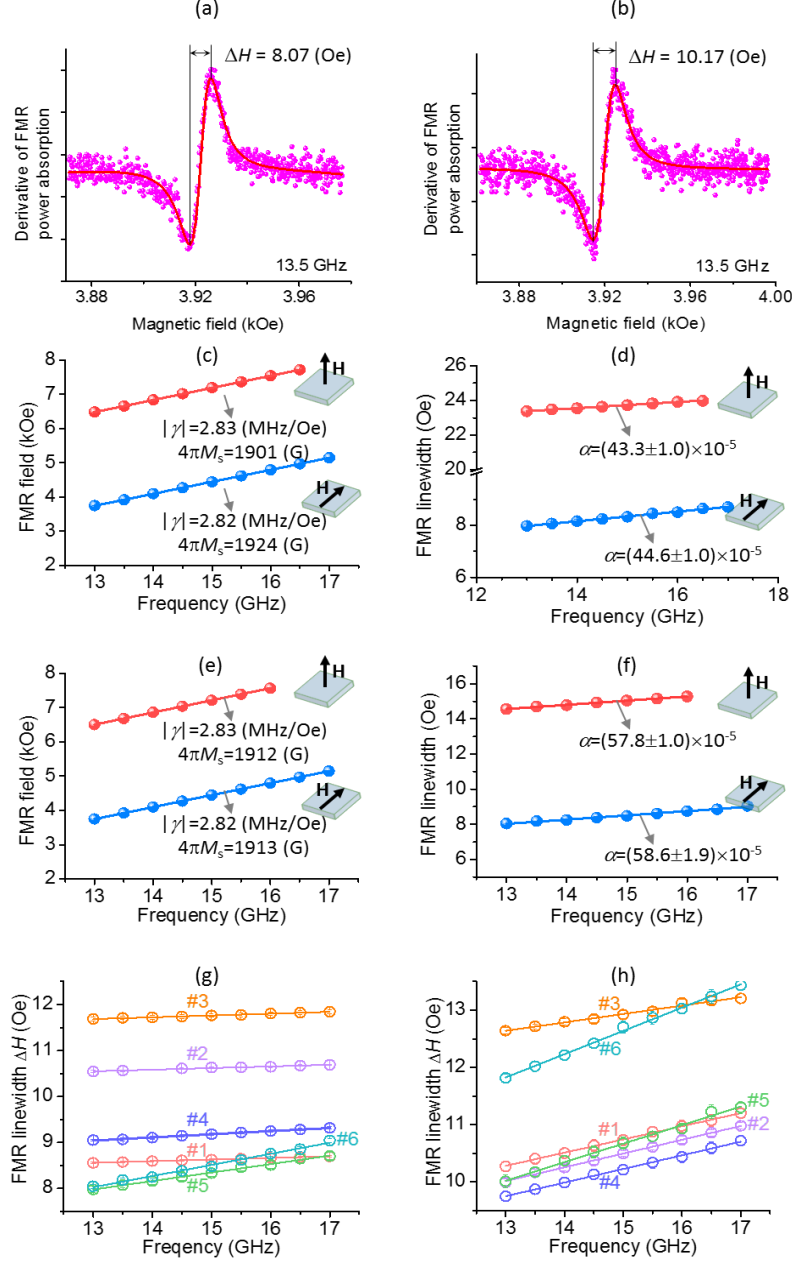 (a)
ΔH = 8.07 (Oe)
Derivative of FMR
power absorption
13.5 GHz
3.88 3.92 3.96
Magnetic field (kOe)
(b)
ΔH = 10.17 (Oe)
Derivative of FMR
power absorption
13.5 GHz
3.88 3.92 3.96 4.00
Magnetic field (kOe)
(c)
8
7
6
5
4
3
2
FMR field (kOe)
H
|γ|=2.83 (MHz/Oe)
4πMs=1901 (G)
H
|γ|=2.82 (MHz/Oe)
4πMs=1924 (G)
13 14 15 16 17
Frequency (GHz)
(d)
26
24
22
20
8
6
FMR linewidth (Oe)
H
α=(43.3±1.0)×10⁻⁵
H
α=(44.6±1.0)×10⁻⁵
12 14 16 18
Frequency (GHz)
(e)
8
7
6
5
4
3
2
FMR field (kOe)
H
|γ|=2.83 (MHz/Oe)
4πMs=1912 (G)
H
|γ|=2.82 (MHz/Oe)
4πMs=1913 (G)
13 14 15 16 17
Frequency (GHz)
(f)
16
14
12
10
8
6
FMR linewidth (Oe)
H
α=(57.8±1.0)×10⁻⁵
H
α=(58.6±1.9)×10⁻⁵
13 14 15 16 17
Frequency (GHz)
(g)
12
11
10
9
8
FMR linewidth ΔH (Oe)
#3
#2
#4
#6
#1
#5
13 14 15 16 17
Freqency (GHz)
(h)
13
12
11
10
FMR linewidth ΔH (Oe)
#3
#6
#5
#1
#2
#4
13 14 15 16 17
Freqency (GHz)